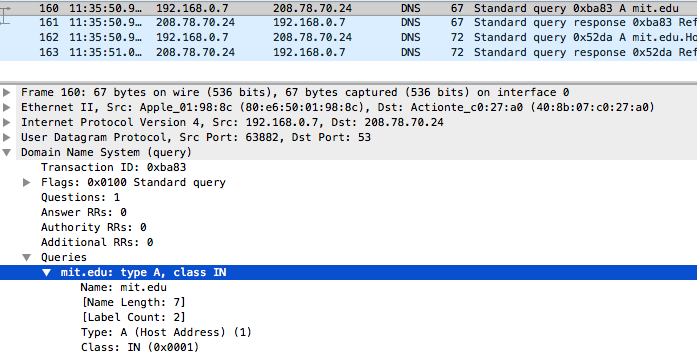 160 11:35:50.9… 192.168.0.7 208.78.70.24 DNS 67 Standard query 0xba83 A mit.edu
161 11:35:50.9… 208.78.70.24 192.168.0.7 DNS 67 Standard query response 0xba83 Ref
162 11:35:50.9… 192.168.0.7 208.78.70.24 DNS 72 Standard query 0x52da A mit.edu.Ho
163 11:35:51.0… 208.78.70.24 192.168.0.7 DNS 72 Standard query response 0x52da Ref
Frame 160: 67 bytes on wire (536 bits), 67 bytes captured (536 bits) on interface 0
Ethernet II, Src: Apple_01:98:8c (80:e6:50:01:98:8c), Dst: Actionte_c0:27:a0 (40:8b:07:c0:27:a0)
Internet Protocol Version 4, Src: 192.168.0.7, Dst: 208.78.70.24
User Datagram Protocol, Src Port: 63882, Dst Port: 53
Domain Name System (query)
Transaction ID: 0xba83
Flags: 0x0100 Standard query
Questions: 1
Answer RRs: 0
Authority RRs: 0
Additional RRs: 0
Queries
mit.edu: type A, class IN
Name: mit.edu
[Name Length: 7]
[Label Count: 2]
Type: A (Host Address) (1)
Class: IN (0x0001)